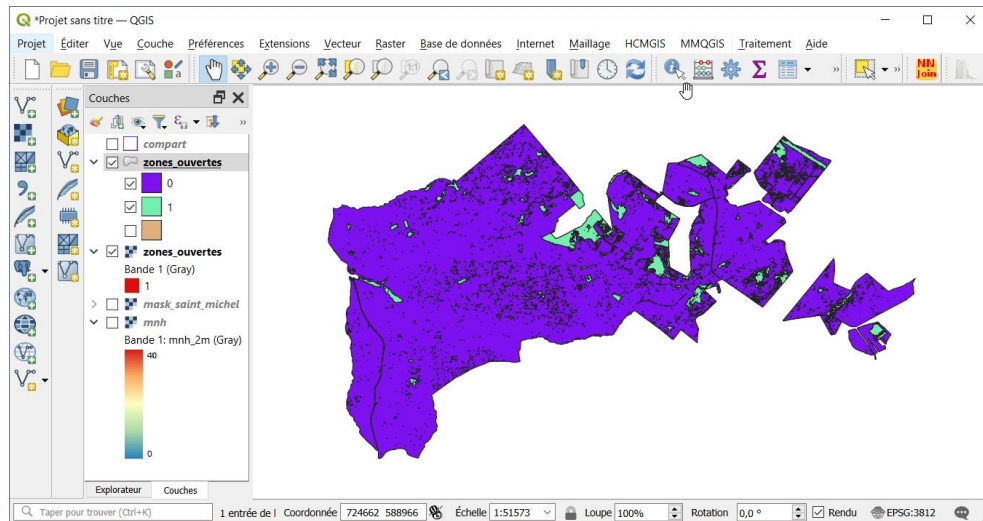 *Projet sans titre — QGIS
Projet Éditer Vue Couche Préférences Extensions Vecteur Raster Base de données Internet Maillage HCMGIS MMQGIS Traitement Aide
NN
Join
Couches
compart
zones_ouvertes
0
1
zones_ouvertes
Bande 1 (Gray)
1
mask_saint_michel
mnh
Bande 1: mnh_2m (Gray)
40
0
Explorateur Couches
Taper pour trouver (Ctrl+K) 1 entrée de l Coordonnée 724662 588966 Échelle 1:51573 Loupe 100% Rotation 0,0 ° Rendu EPSG:3812